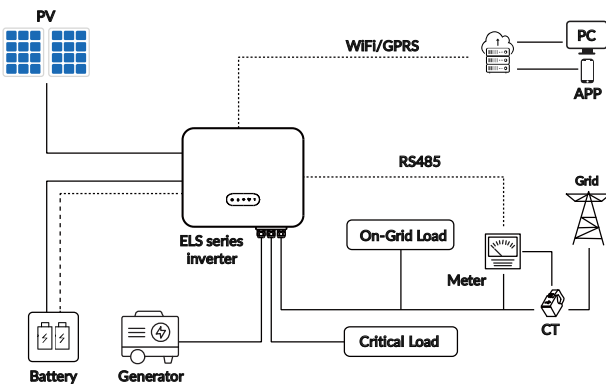 PV
WiFi/GPRS
PC
APP
RS485
Grid
ELS series
inverter
On-Grid Load
Meter
CT
Critical Load
Battery
Generator